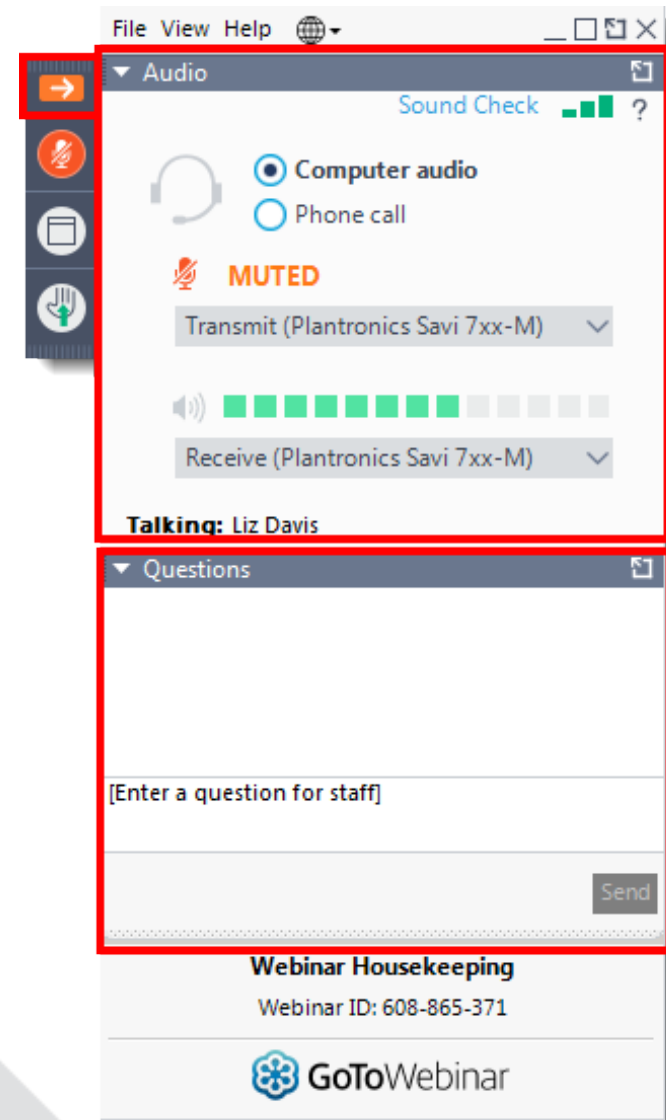 File View Help
Audio
Sound Check ?
Computer audio
Phone call
MUTED
Transmit (Plantronics Savi 7xx-M)
Receive (Plantronics Savi 7xx-M)
Talking: Liz Davis
Questions
[Enter a question for staff]
Send
Webinar Housekeeping
Webinar ID: 608-865-371
GoToWebinar